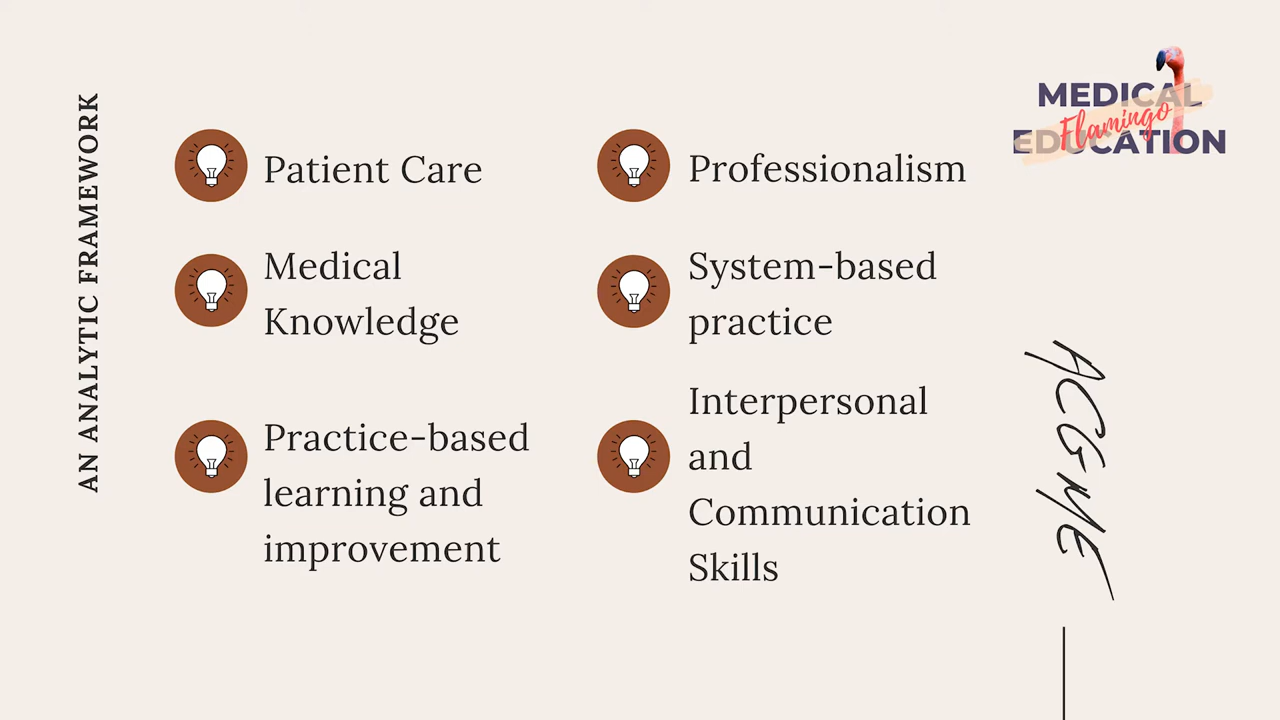 AN ANALYTIC FRAMEWORK
Patient Care
Medical
Knowledge
Practice-based
learning and
improvement
Professionalism
System-based
practice
Interpersonal
and
Communication
Skills
MEDICAL
Flamingo
EDUCATION
ACGME